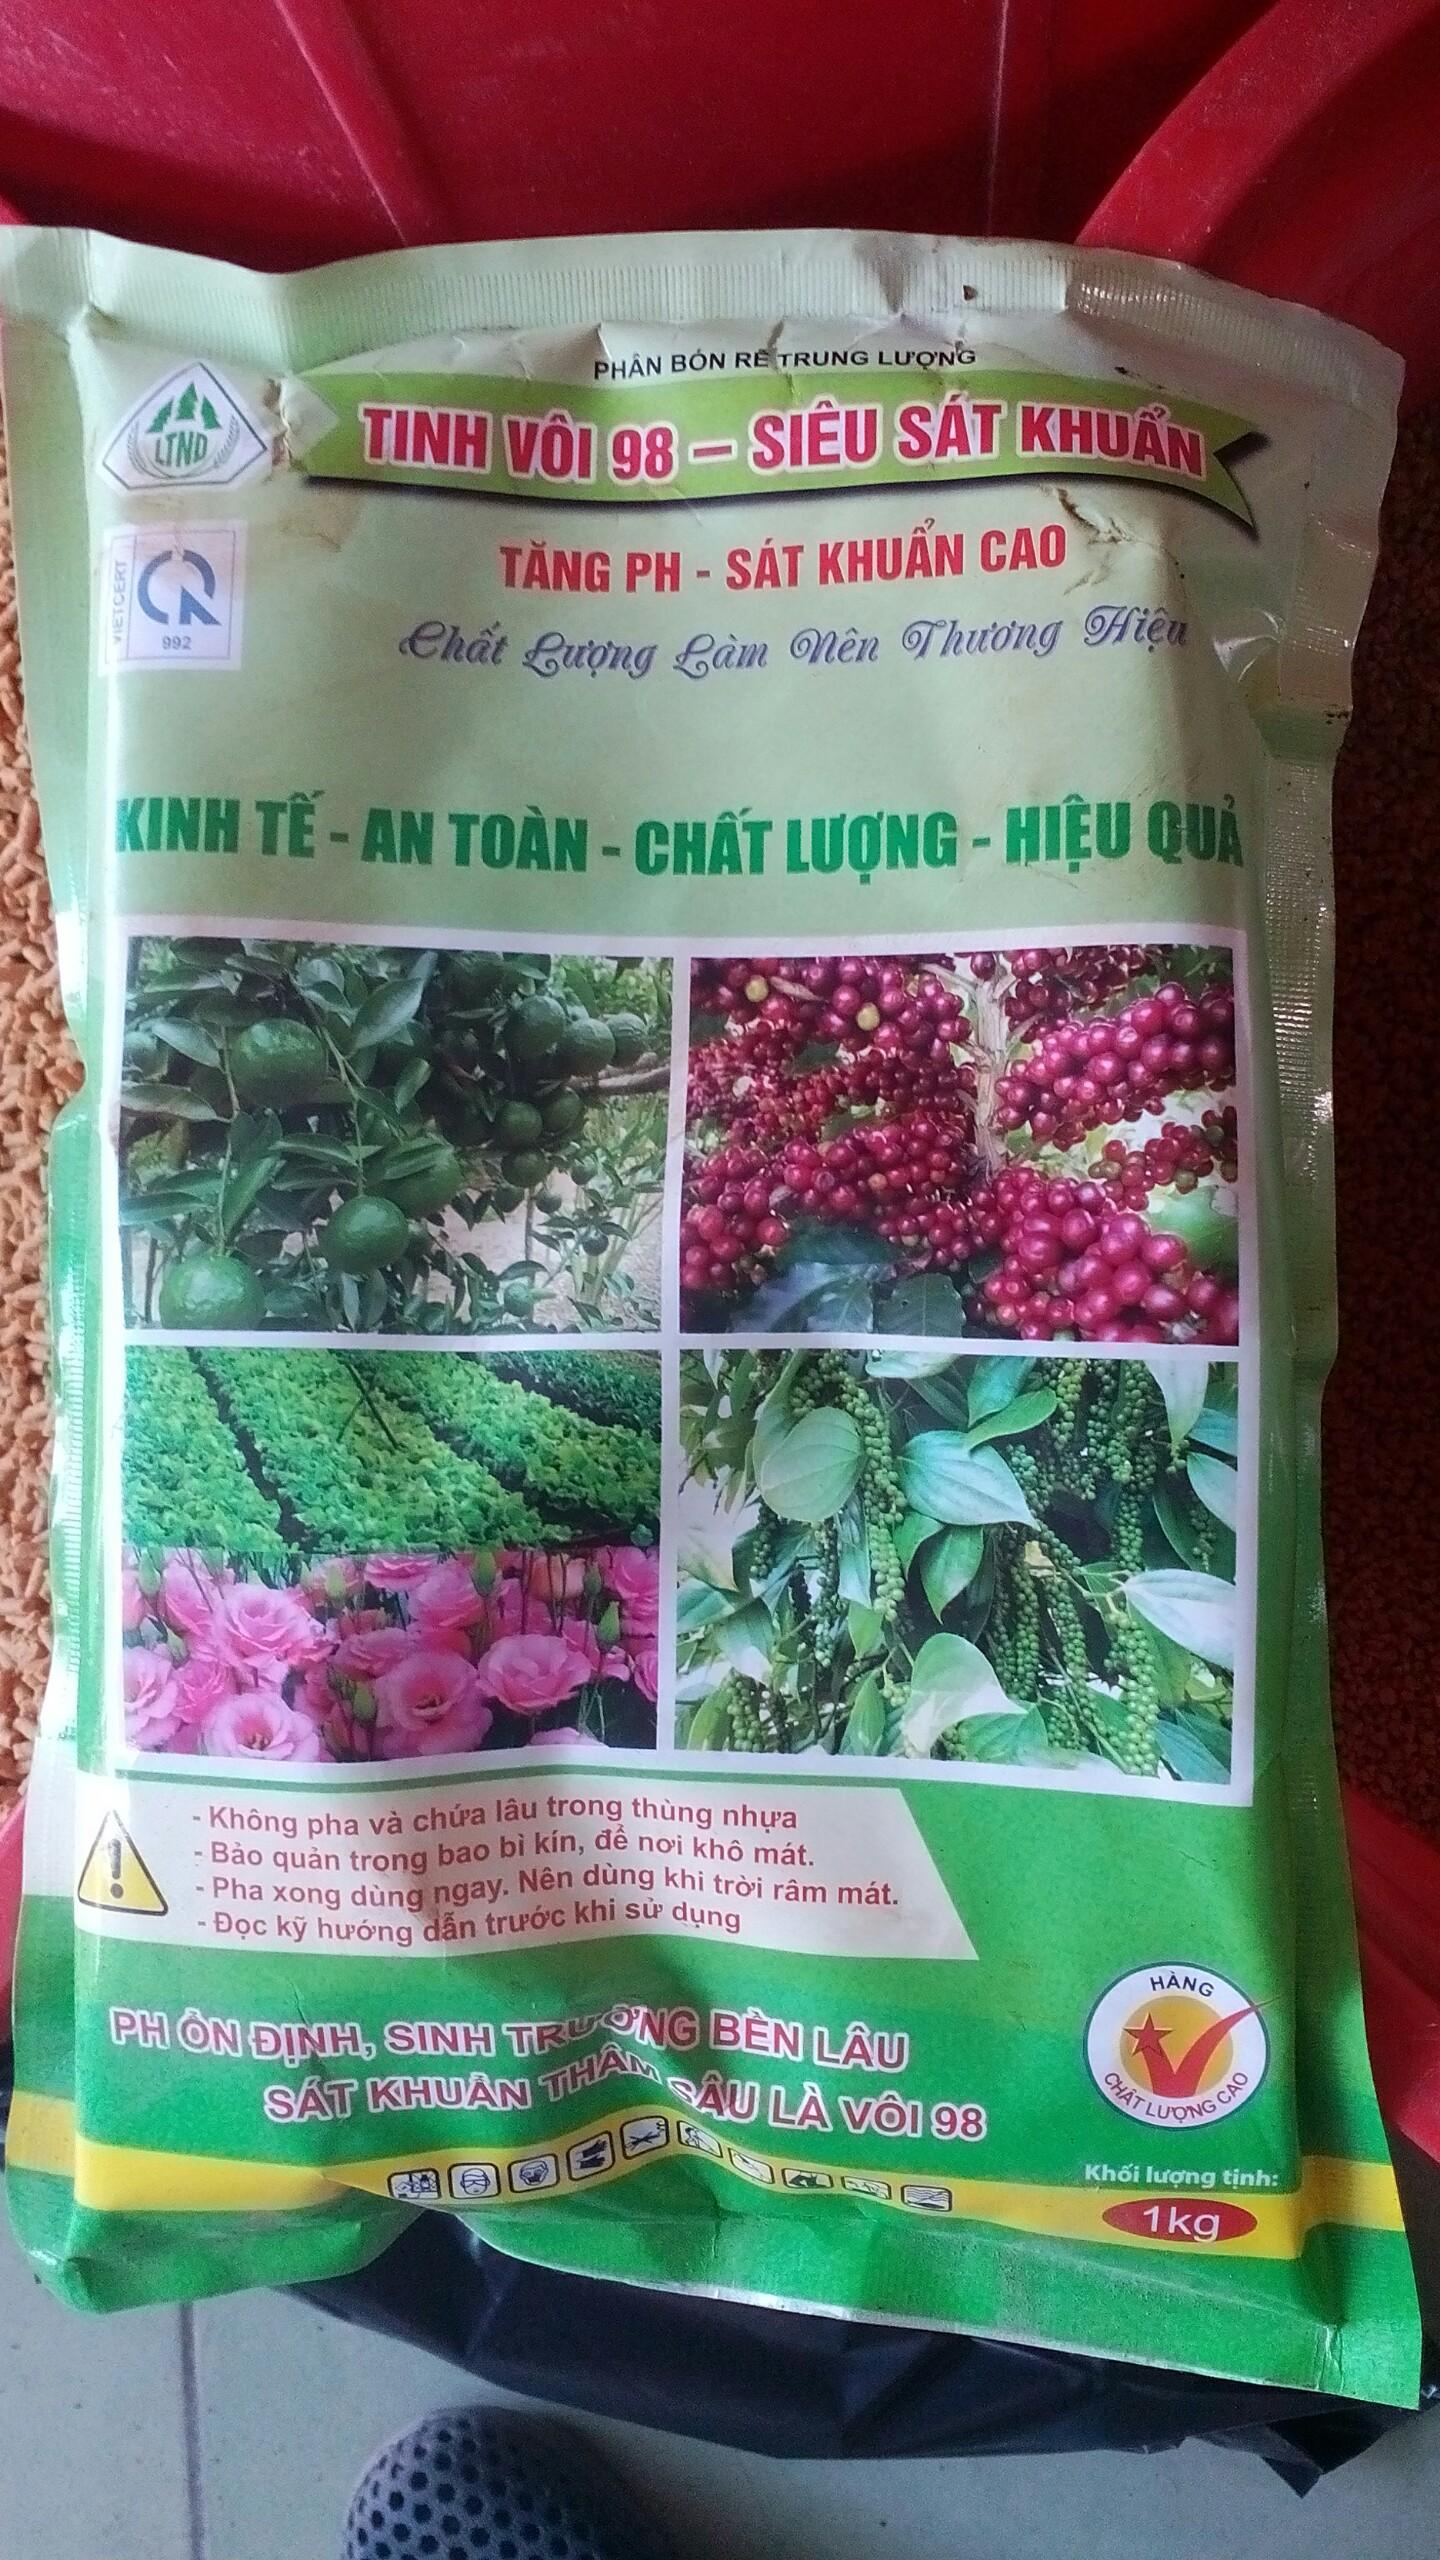 PHÂN BÓN RỄ TRUNG LƯỢNG
LTND
TINH VÔI 98 – SIÊU SÁT KHUẨN
TĂNG PH - SÁT KHUẨN CAO
VIETCERT
CR
992
Chất Lượng Làm Nên Thương Hiệu
KINH TẾ - AN TOÀN - CHẤT LƯỢNG - HIỆU QUẢ
- Không pha và chứa lâu trong thùng nhựa
- Bảo quản trong bao bì kín, để nơi khô mát.
- Pha xong dùng ngay. Nên dùng khi trời râm mát.
- Đọc kỹ hướng dẫn trước khi sử dụng
PH ỔN ĐỊNH, SINH TRƯỞNG BỀN LÂU
SÁT KHUẨN THÂM SÂU LÀ VÔI 98
HÀNG
CHẤT LƯỢNG CAO
Khối lượng tịnh:
1kg